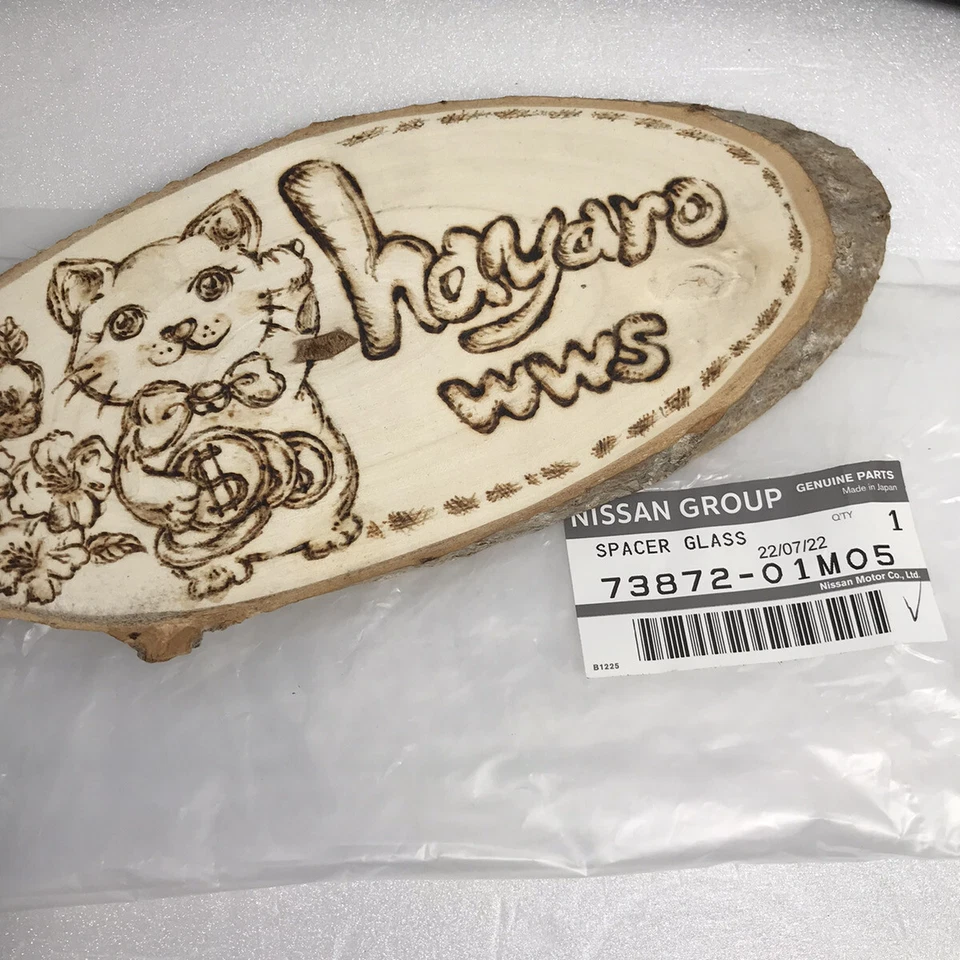 hayaro
wws
$
NISSAN GROUP GENUINE PARTS
Made in Japan
SPACER GLASS Q'TY 1
22/07/22
73872-01M05
Nissan Motor Co., Ltd.
B1225